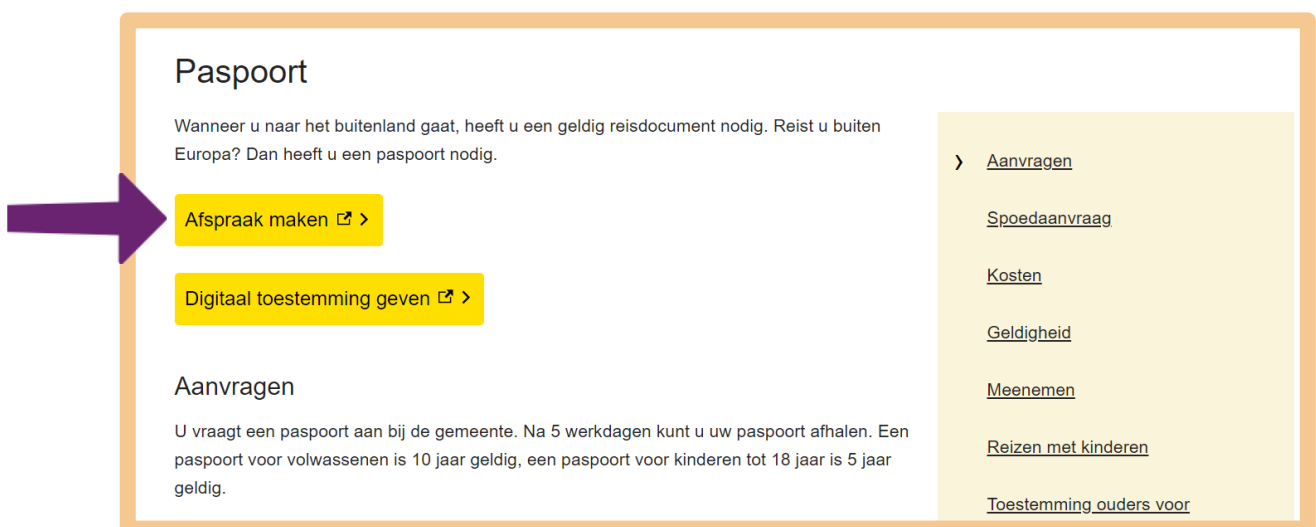 Paspoort
Wanneer u naar het buitenland gaat, heeft u een geldig reisdocument nodig. Reist u buiten
Europa? Dan heeft u een paspoort nodig.
Afspraak maken
Digitaal toestemming geven
Aanvragen
U vraagt een paspoort aan bij de gemeente. Na 5 werkdagen kunt u uw paspoort afhalen. Een
paspoort voor volwassenen is 10 jaar geldig, een paspoort voor kinderen tot 18 jaar is 5 jaar
geldig.
Aanvragen
Spoedaanvraag
Kosten
Geldigheid
Meenemen
Reizen met kinderen
Toestemming ouders voor